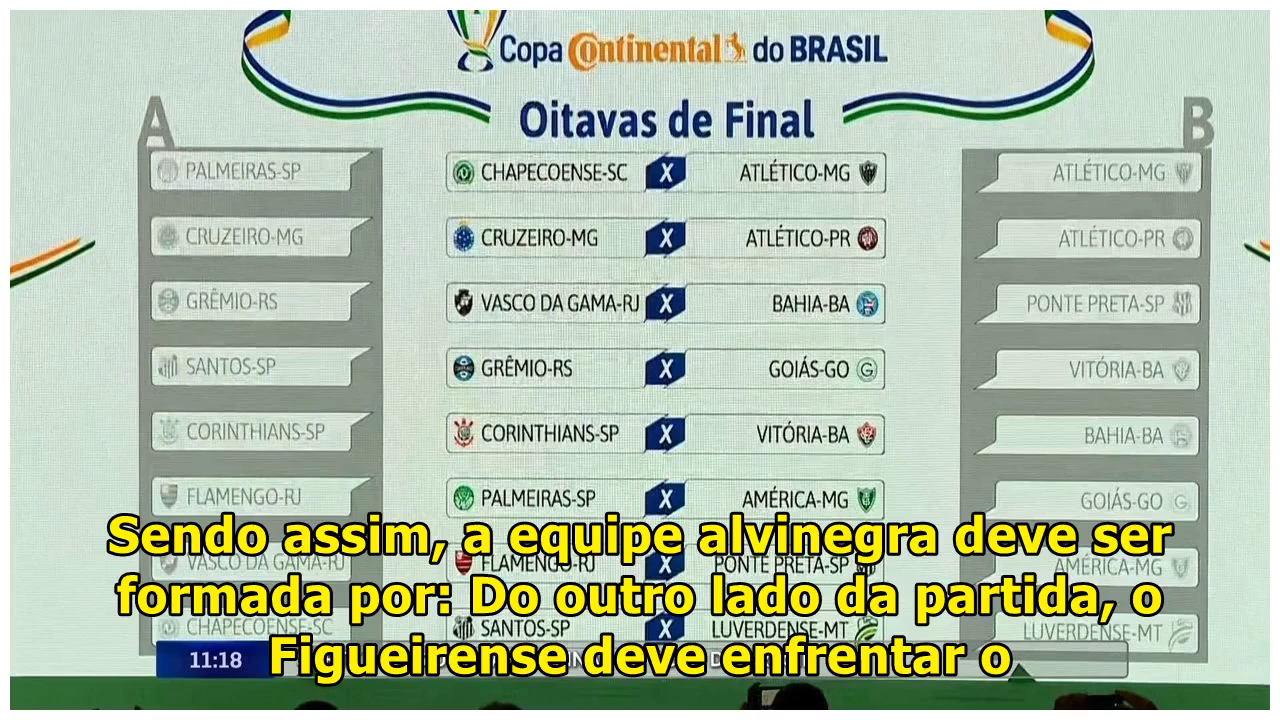 Copa Continental do BRASIL
Oitavas de Final
A
B
PALMEIRAS-SP
CHAPECOENSE-SC X ATLÉTICO-MG
ATLÉTICO-MG
CRUZEIRO-MG
CRUZEIRO-MG X ATLÉTICO-PR
ATLÉTICO-PR
GRÊMIO-RS
VASCO DA GAMA-RJ X BAHIA-BA
PONTE PRETA-SP
SANTOS-SP
GRÊMIO-RS X GOIÁS-GO
VITÓRIA-BA
CORINTHIANS-SP
CORINTHIANS-SP X VITÓRIA-BA
BAHIA-BA
FLAMENGO-RJ
PALMEIRAS-SP X AMÉRICA-MG
GOIÁS-GO
VASCO DA GAMA-RJ
FLAMENGO-RJ X PONTE PRETA-SP
AMÉRICA-MG
CHAPECOENSE-SC
SANTOS-SP X LUVERDENSE-MT
LUVERDENSE-MT
11:18
Sendo assim, a equipe alvinegra deve ser
formada por: Do outro lado da partida, o
Figueirense deve enfrentar o